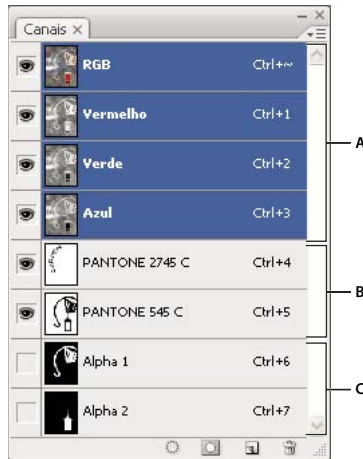 Canais ×
RGB Ctrl+~
Vermelho Ctrl+1
A
Verde Ctrl+2
Azul Ctrl+3
PANTONE 2745 C Ctrl+4
B
PANTONE 545 C Ctrl+5
Alpha 1 Ctrl+6
C
Alpha 2 Ctrl+7